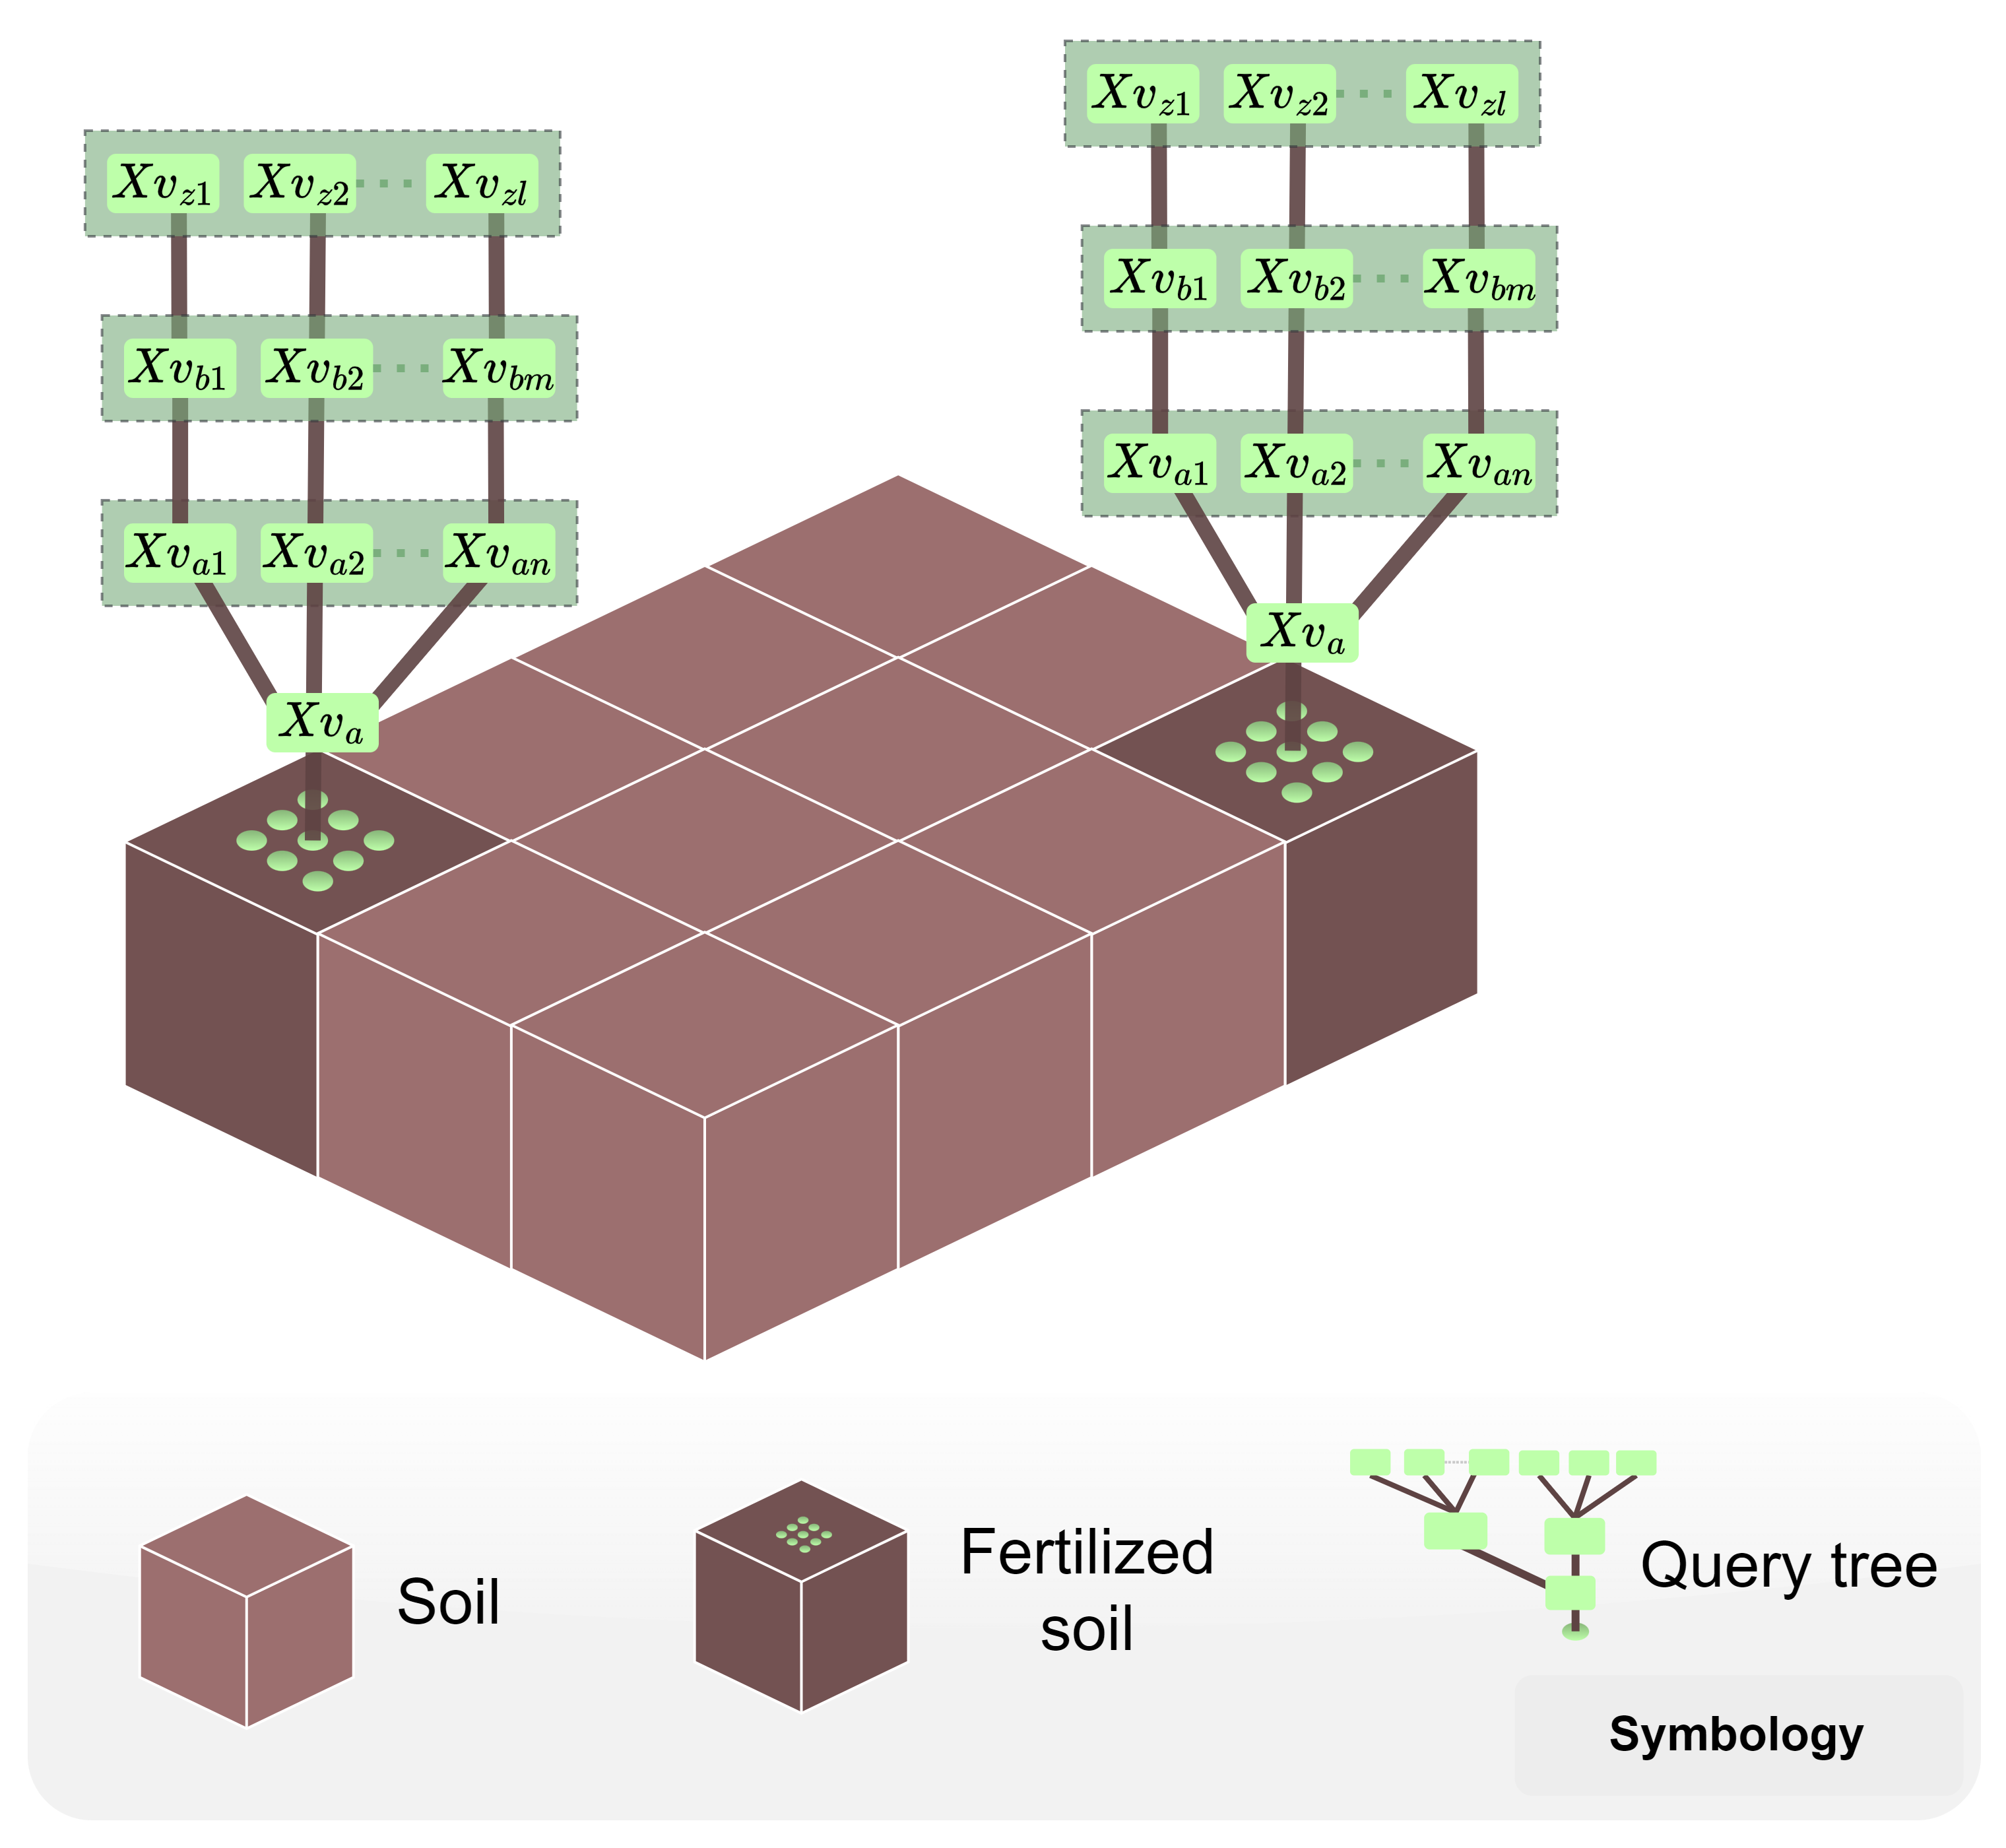 Xv_{z1} Xv_{z2} ... Xv_{zl}
Xv_{b1} Xv_{b2} ... Xv_{bm}
Xv_{a1} Xv_{a2} ... Xv_{an}
Xv_a
Xv_{z1} Xv_{z2} ... Xv_{zl}
Xv_{b1} Xv_{b2} ... Xv_{bm}
Xv_{a1} Xv_{a2} ... Xv_{an}
Xv_a
Soil
Fertilized
soil
Query tree
Symbology